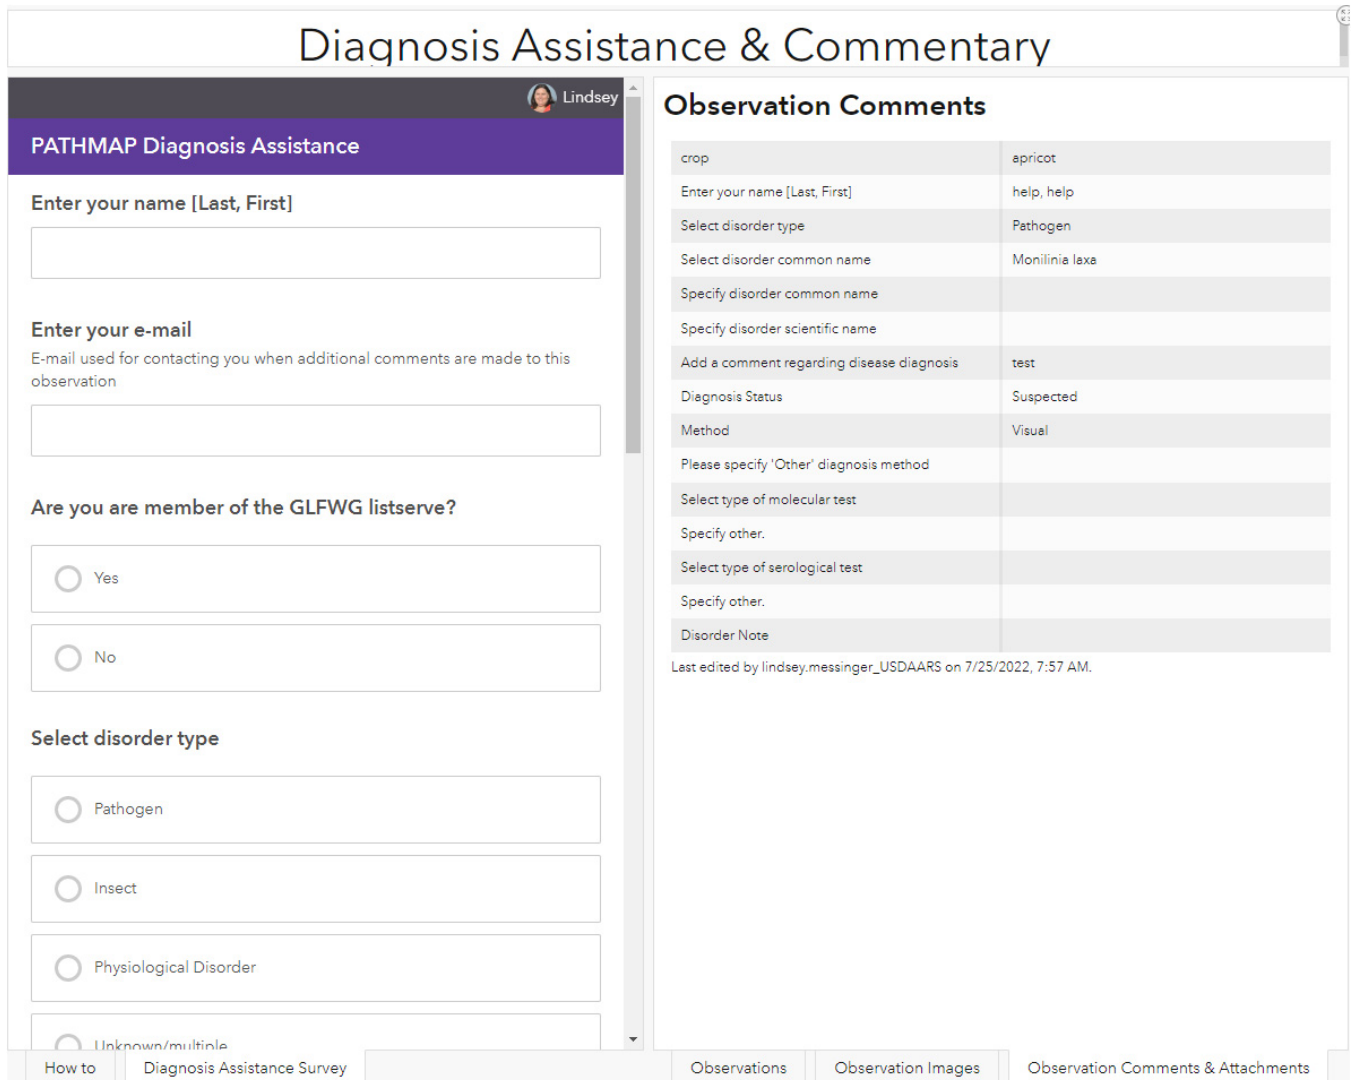 Diagnosis Assistance & Commentary
Lindsey
PATHMAP Diagnosis Assistance
Enter your name [Last, First]
Enter your e-mail
E-mail used for contacting you when additional comments are made to this
observation
Are you are member of the GLFWG listserve?
Yes
No
Select disorder type
Pathogen
Insect
Physiological Disorder
Unknown/multiple
How to
Diagnosis Assistance Survey
Observation Comments
crop apricot
Enter your name [Last, First] help, help
Select disorder type Pathogen
Select disorder common name Monilinia laxa
Specify disorder common name
Specify disorder scientific name
Add a comment regarding disease diagnosis test
Diagnosis Status Suspected
Method Visual
Please specify 'Other' diagnosis method
Select type of molecular test
Specify other.
Select type of serological test
Specify other.
Disorder Note
Last edited by lindsey.messinger_USDAARS on 7/25/2022, 7:57 AM.
Observations
Observation Images
Observation Comments & Attachments